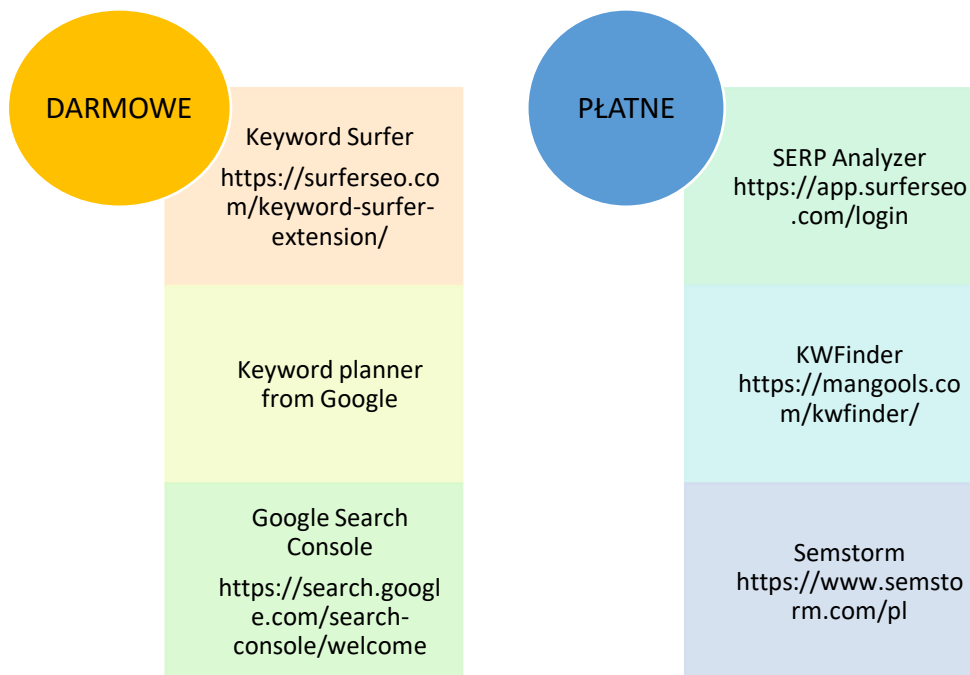 DARMOWE
Keyword Surfer
https://surferseo.co
m/keyword-surfer-
extension/
Keyword planner
from Google
Google Search
Console
https://search.googl
e.com/search-
console/welcome
PŁATNE
SERP Analyzer
https://app.surferseo
.com/login
KWFinder
https://mangools.co
m/kwfinder/
Semstorm
https://www.semsto
rm.com/pl